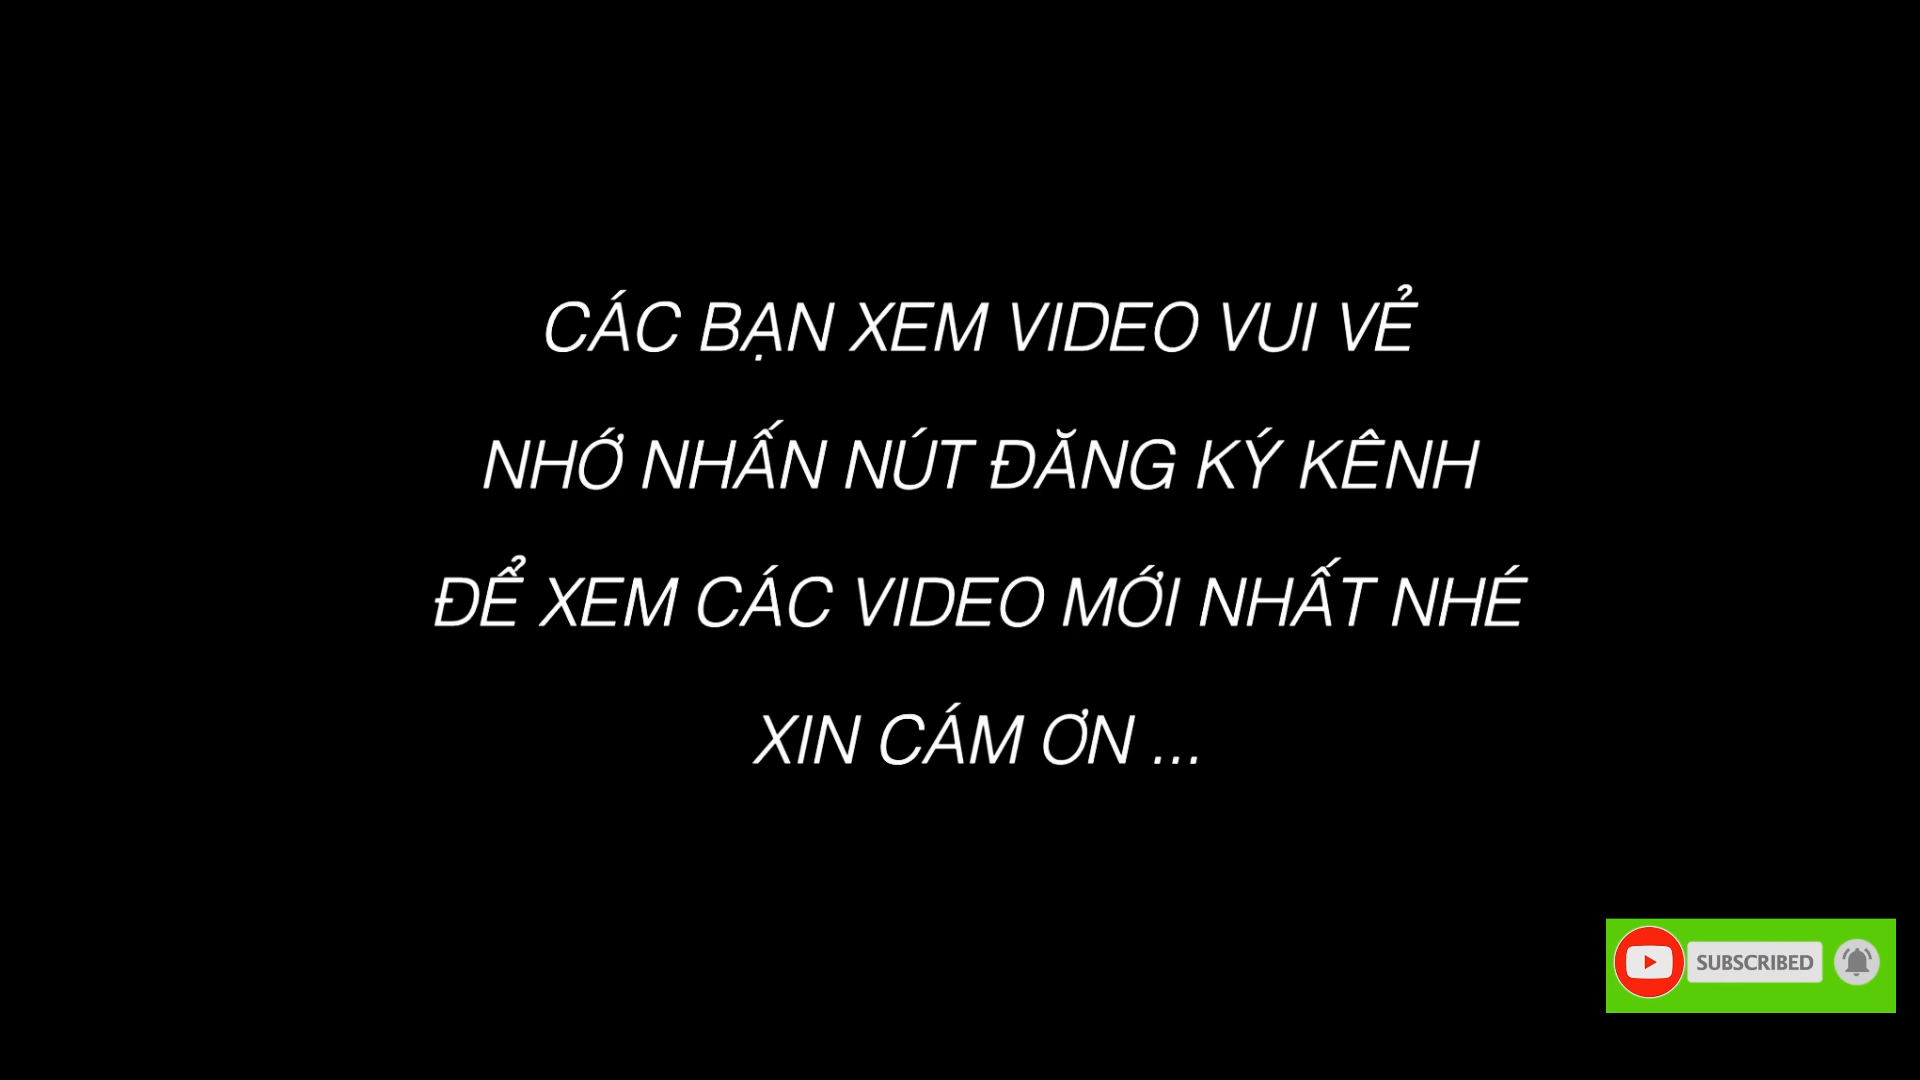 CÁC BẠN XEM VIDEO VUI VẺ
NHỚ NHẤN NÚT ĐĂNG KÝ KÊNH
ĐỂ XEM CÁC VIDEO MỚI NHẤT NHÉ
XIN CÁM ƠN ...
SUBSCRIBED